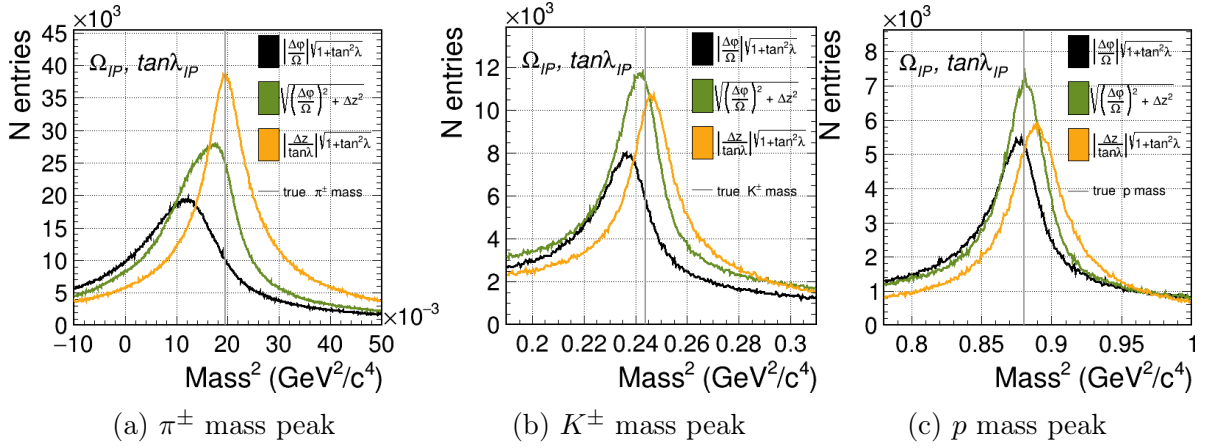 ×10³
N entries
45
40
35
30
25
20
15
10
5
0
Ω_IP, tanλ_IP
|Δφ/Ω|√(1+tan²λ)
√((Δφ/Ω)² + Δz²)
|Δz/tanλ|√(1+tan²λ)
true π± mass
−10 0 10 20 30 40 50
×10⁻³
Mass² (GeV²/c⁴)
(a) π± mass peak
×10³
N entries
12
10
8
6
4
2
0
Ω_IP, tanλ_IP
|Δφ/Ω|√(1+tan²λ)
√((Δφ/Ω)² + Δz²)
|Δz/tanλ|√(1+tan²λ)
true K± mass
0.2 0.22 0.24 0.26 0.28 0.3
Mass² (GeV²/c⁴)
(b) K± mass peak
×10³
N entries
8
7
6
5
4
3
2
1
0
Ω_IP, tanλ_IP
|Δφ/Ω|√(1+tan²λ)
√((Δφ/Ω)² + Δz²)
|Δz/tanλ|√(1+tan²λ)
true p mass
0.8 0.85 0.9 0.95 1
Mass² (GeV²/c⁴)
(c) p mass peak